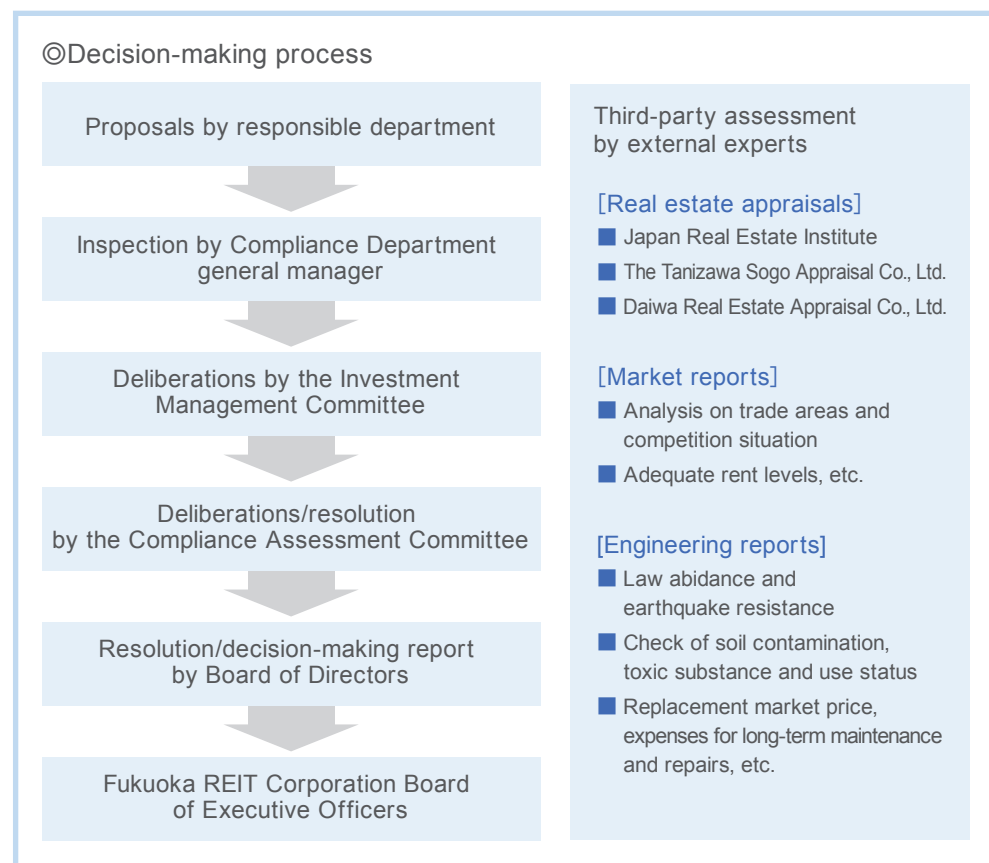 ◎Decision-making process
Proposals by responsible department
Inspection by Compliance Department
general manager
Deliberations by the Investment
Management Committee
Deliberations/resolution
by the Compliance Assessment Committee
Resolution/decision-making report
by Board of Directors
Fukuoka REIT Corporation Board
of Executive Officers
Third-party assessment
by external experts
［Real estate appraisals］
■ Japan Real Estate Institute
■ The Tanizawa Sogo Appraisal Co., Ltd.
■ Daiwa Real Estate Appraisal Co., Ltd.
［Market reports］
■ Analysis on trade areas and
competition situation
■ Adequate rent levels, etc.
[Engineering reports]
■ Law abidance and
earthquake resistance
■ Check of soil contamination,
toxic substance and use status
■ Replacement market price,
expenses for long-term maintenance
and repairs, etc.